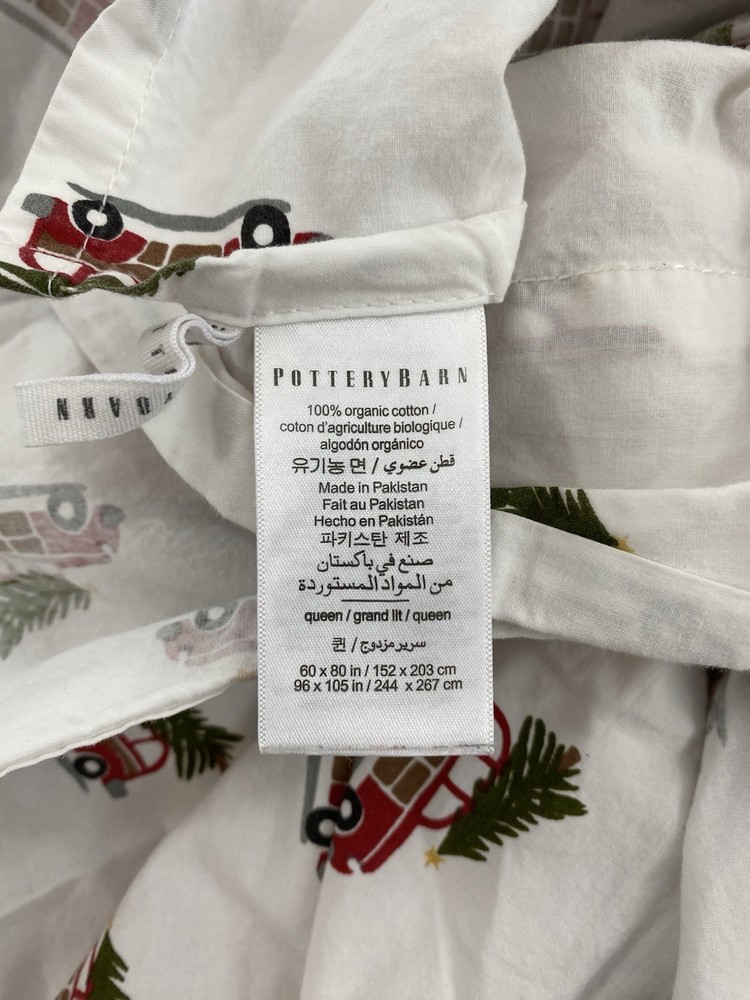 POTTERYBARN
100% organic cotton /
coton d'agriculture biologique /
algodón orgánico
유기농 면 / قطن عضوي
Made in Pakistan
Fait au Pakistan
Hecho en Pakistán
파키스탄 제조
صنع في باكستان
من المواد المستوردة
queen / grand lit / queen
퀸 / سرير مزدوج
60 x 80 in / 152 x 203 cm
96 x 105 in / 244 x 267 cm
BARN